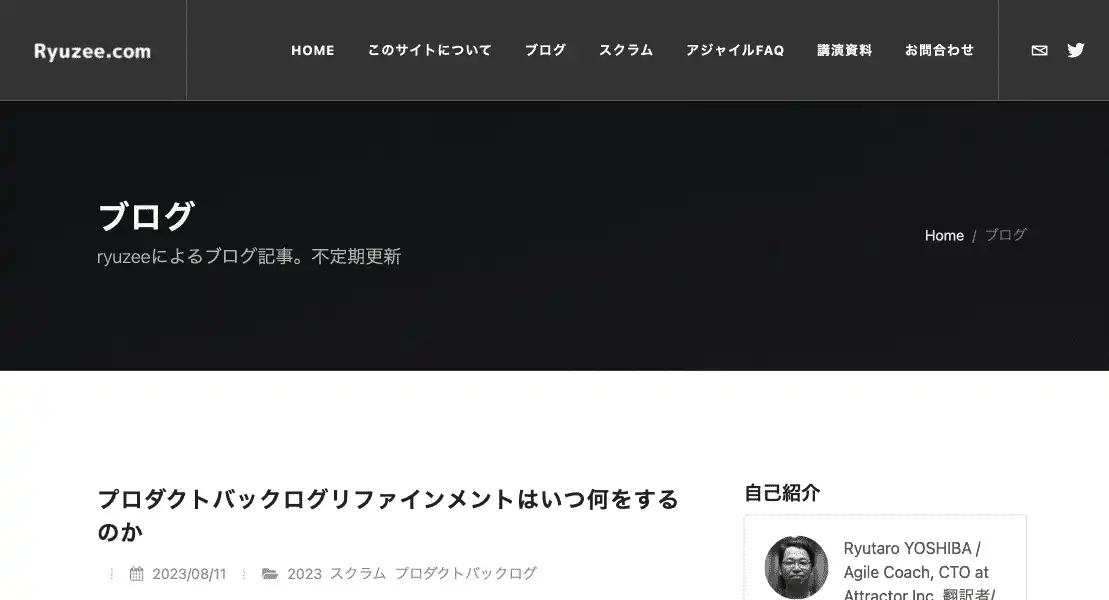 Ryuzee.com
HOME
このサイトについて
ブログ
スクラム
アジャイルFAQ
講演資料
お問合わせ
ブログ
ryuzeeによるブログ記事。不定期更新
Home / ブログ
プロダクトバックログリファインメントはいつ何をする
のか
2023/08/11
2023 スクラム プロダクトバックログ
自己紹介
Ryutaro YOSHIBA /
Agile Coach, CTO at
Attractor Inc. 翻訳者/